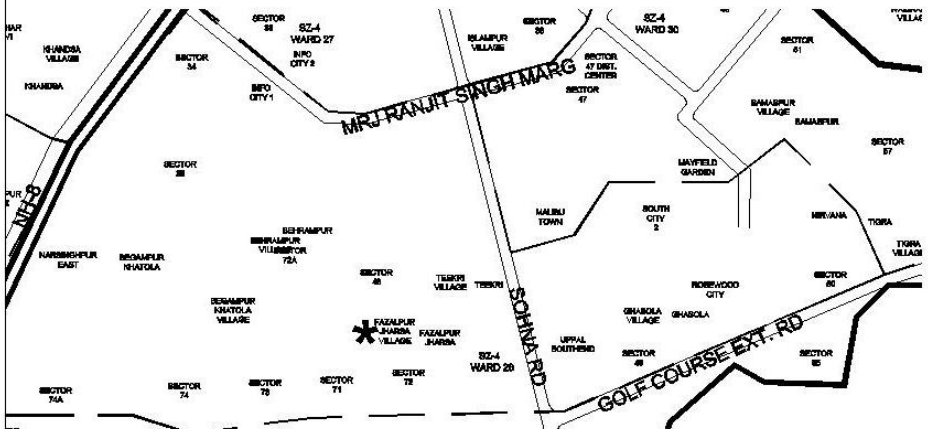 SECTOR
38
SZ-4
WARD 27
INFO
CITY 2
SECTOR
34
INFO
CITY 1
KHANDSA
VILLAGE
KHANDSA
ISLAMPUR
VILLAGE
SECTOR
47 DIST.
CENTER
SECTOR
47
SZ-4
WARD 30
SECTOR
51
SAMASPUR
VILLAGE
SAMASPUR
SECTOR
57
MRJ RANJIT SINGH MARG
NH-8
SECTOR
MAYFIELD
GARDEN
MALIBU
TOWN
SOUTH
CITY
2
NIRVANA
TIGRA
TIGRA
VILLAGE
NARSINGHPUR
EAST
BEGAMPUR
KHATOLA
BEHRAMPUR
BEHRAMPUR
VILLAGE
SECTOR
72A
SECTOR
TEEKRI
VILLAGE
TEEKRI
SOHNA RD
ROSEWOOD
CITY
SECTOR
50
BEGAMPUR
KHATOLA
VILLAGE
*
FAZALPUR
JHARSA
VILLAGE
FAZALPUR
JHARSA
GHASOLA
VILLAGE
GHASOLA
UPPAL
SOUTHEND
SECTOR
GOLF COURSE EXT. RD
SECTOR
65
SZ-4
WARD
SECTOR
74A
SECTOR
74
SECTOR
73
SECTOR
71
SECTOR
72